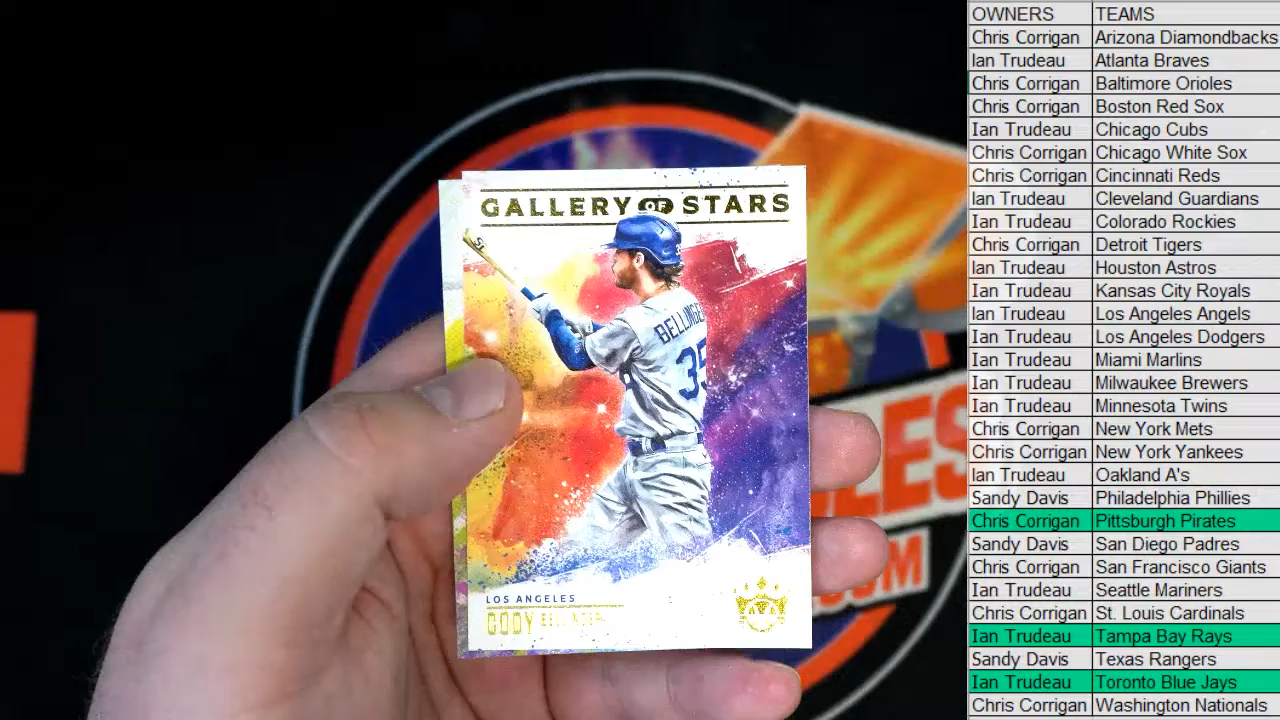 GALLERY OF STARS
BELLINGE
35
LOS ANGELES
CODY BELLINGER
LES
.COM
OWNERS TEAMS
Chris Corrigan Arizona Diamondbacks
Ian Trudeau Atlanta Braves
Chris Corrigan Baltimore Orioles
Chris Corrigan Boston Red Sox
Ian Trudeau Chicago Cubs
Chris Corrigan Chicago White Sox
Chris Corrigan Cincinnati Reds
Ian Trudeau Cleveland Guardians
Ian Trudeau Colorado Rockies
Chris Corrigan Detroit Tigers
Ian Trudeau Houston Astros
Ian Trudeau Kansas City Royals
Ian Trudeau Los Angeles Angels
Ian Trudeau Los Angeles Dodgers
Ian Trudeau Miami Marlins
Ian Trudeau Milwaukee Brewers
Ian Trudeau Minnesota Twins
Chris Corrigan New York Mets
Chris Corrigan New York Yankees
Ian Trudeau Oakland A's
Sandy Davis Philadelphia Phillies
Chris Corrigan Pittsburgh Pirates
Sandy Davis San Diego Padres
Chris Corrigan San Francisco Giants
Ian Trudeau Seattle Mariners
Chris Corrigan St. Louis Cardinals
Ian Trudeau Tampa Bay Rays
Sandy Davis Texas Rangers
Ian Trudeau Toronto Blue Jays
Chris Corrigan Washington Nationals